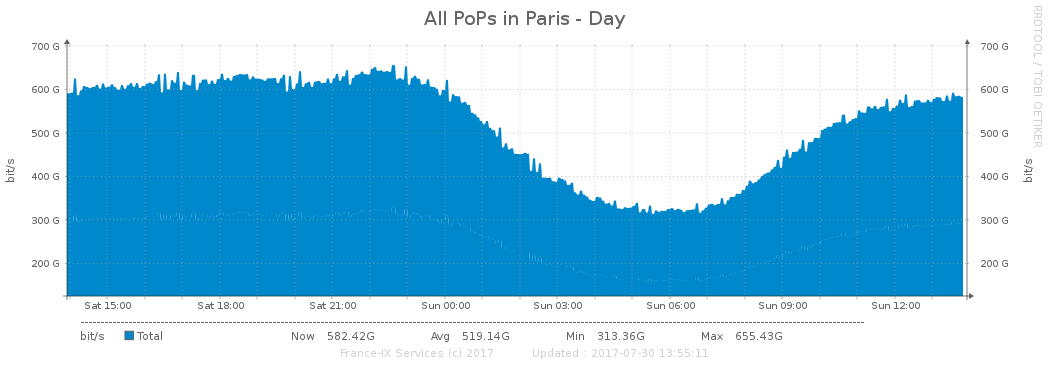 All PoPs in Paris - Day
RRDTOOL / TOBI OETIKER
700 G 700 G
600 G 600 G
500 G 500 G
400 G 400 G
300 G 300 G
200 G 200 G
bit/s bit/s
Sat 15:00 Sat 18:00 Sat 21:00 Sun 00:00 Sun 03:00 Sun 06:00 Sun 09:00 Sun 12:00
bit/s Total Now 582.42G Avg 519.14G Min 313.36G Max 655.43G
France-IX Services (c) 2017 Updated : 2017-07-30 13:55:11